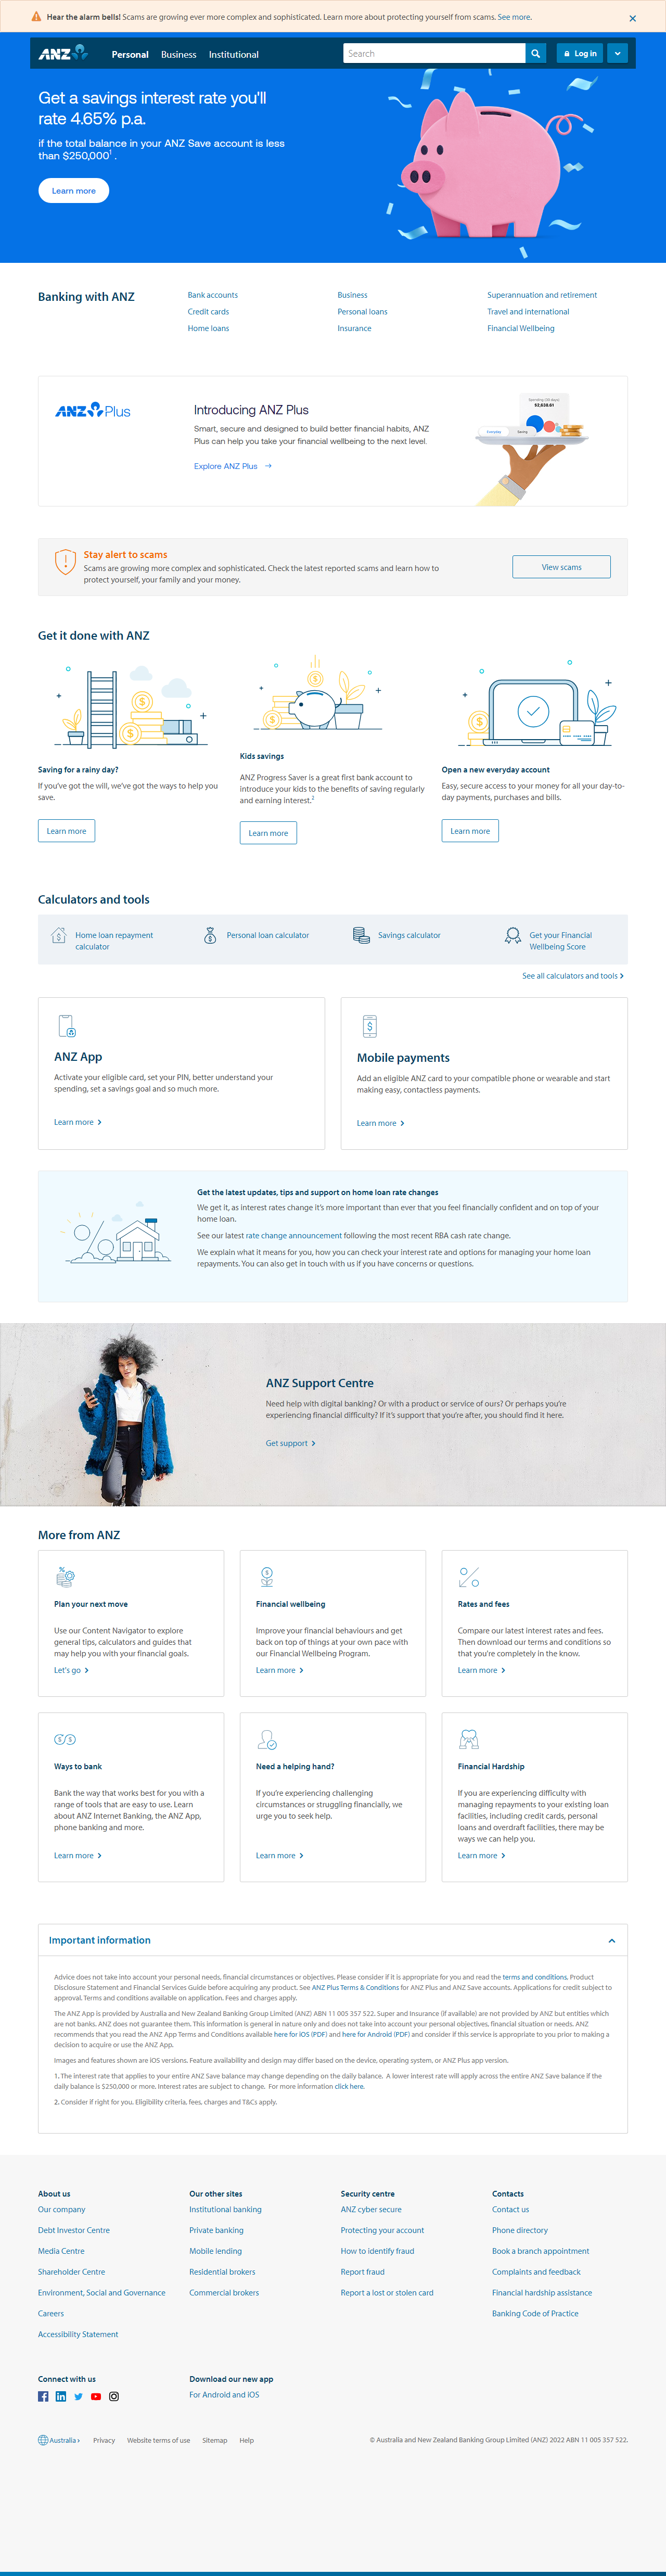 Hear the alarm bells! Scams are growing ever more complex and sophisticated. Learn more about protecting yourself from scams. See more.
ANZ
Personal
Business
Institutional
Search
Log in
Get a savings interest rate you'll
rate 4.65% p.a.
if the total balance in your ANZ Save account is less
than $250,000¹ .
Learn more
Banking with ANZ
Bank accounts
Business
Superannuation and retirement
Credit cards
Personal loans
Travel and international
Home loans
Insurance
Financial Wellbeing
ANZ Plus
Introducing ANZ Plus
Smart, secure and designed to build better financial habits, ANZ
Plus can help you take your financial wellbeing to the next level.
Explore ANZ Plus
Stay alert to scams
Scams are growing more complex and sophisticated. Check the latest reported scams and learn how to
protect yourself, your family and your money.
View scams
Get it done with ANZ
Saving for a rainy day?
If you've got the will, we've got the ways to help you
save.
Learn more
Kids savings
ANZ Progress Saver is a great first bank account to
introduce your kids to the benefits of saving regularly
and earning interest.²
Learn more
Open a new everyday account
Easy, secure access to your money for all your day-to-
day payments, purchases and bills.
Learn more
Calculators and tools
Home loan repayment
calculator
Personal loan calculator
Savings calculator
Get your Financial
Wellbeing Score
See all calculators and tools
ANZ App
Activate your eligible card, set your PIN, better understand your
spending, set a savings goal and so much more.
Learn more
Mobile payments
Add an eligible ANZ card to your compatible phone or wearable and start
making easy, contactless payments.
Learn more
Get the latest updates, tips and support on home loan rate changes
We get it, as interest rates change it's more important than ever that you feel financially confident and on top of your
home loan.
See our latest rate change announcement following the most recent RBA cash rate change.
We explain what it means for you, how you can check your interest rate and options for managing your home loan
repayments. You can also get in touch with us if you have concerns or questions.
ANZ Support Centre
Need help with digital banking? Or with a product or service of ours? Or perhaps you're
experiencing financial difficulty? If it's support that you're after, you should find it here.
Get support
More from ANZ
Plan your next move
Use our Content Navigator to explore
general tips, calculators and guides that
may help you with your financial goals.
Let's go
Financial wellbeing
Improve your financial behaviours and get
back on top of things at your own pace with
our Financial Wellbeing Program.
Learn more
Rates and fees
Compare our latest interest rates and fees.
Then download our terms and conditions so
that you're completely in the know.
Learn more
Ways to bank
Bank the way that works best for you with a
range of tools that are easy to use. Learn
about ANZ Internet Banking, the ANZ App,
phone banking and more.
Learn more
Need a helping hand?
If you're experiencing challenging
circumstances or struggling financially, we
urge you to seek help.
Learn more
Financial Hardship
If you are experiencing difficulty with
managing repayments to your existing loan
facilities, including credit cards, personal
loans and overdraft facilities, there may be
ways we can help you.
Learn more
Important information
Advice does not take into account your personal needs, financial circumstances or objectives. Please consider if it is appropriate for you and read the terms and conditions, Product
Disclosure Statement and Financial Services Guide before acquiring any product. See ANZ Plus Terms & Conditions for ANZ Plus and ANZ Save accounts. Applications for credit subject to
approval. Terms and conditions available on application. Fees and charges apply.
The ANZ App is provided by Australia and New Zealand Banking Group Limited (ANZ) ABN 11 005 357 522. Super and Insurance (if available) are not provided by ANZ but entities which
are not banks. ANZ does not guarantee them. This information is general in nature only and does not take into account your personal objectives, financial situation or needs. ANZ
recommends that you read the ANZ App Terms and Conditions available here for iOS (PDF) and here for Android (PDF) and consider if this service is appropriate to you prior to making a
decision to acquire or use the ANZ App.
Images and features shown are iOS versions. Feature availability and design may differ based on the device, operating system, or ANZ Plus app version.
1. The interest rate that applies to your entire ANZ Save balance may change depending on the daily balance. A lower interest rate will apply across the entire ANZ Save balance if the
daily balance is $250,000 or more. Interest rates are subject to change. For more information click here.
2. Consider if right for you. Eligibility criteria, fees, charges and T&Cs apply.
About us
Our company
Debt Investor Centre
Media Centre
Shareholder Centre
Environment, Social and Governance
Careers
Accessibility Statement
Our other sites
Institutional banking
Private banking
Mobile lending
Residential brokers
Commercial brokers
Security centre
ANZ cyber secure
Protecting your account
How to identify fraud
Report fraud
Report a lost or stolen card
Contacts
Contact us
Phone directory
Book a branch appointment
Complaints and feedback
Financial hardship assistance
Banking Code of Practice
Connect with us
Download our new app
For Android and iOS
Australia
Privacy
Website terms of use
Sitemap
Help
© Australia and New Zealand Banking Group Limited (ANZ) 2022 ABN 11 005 357 522.